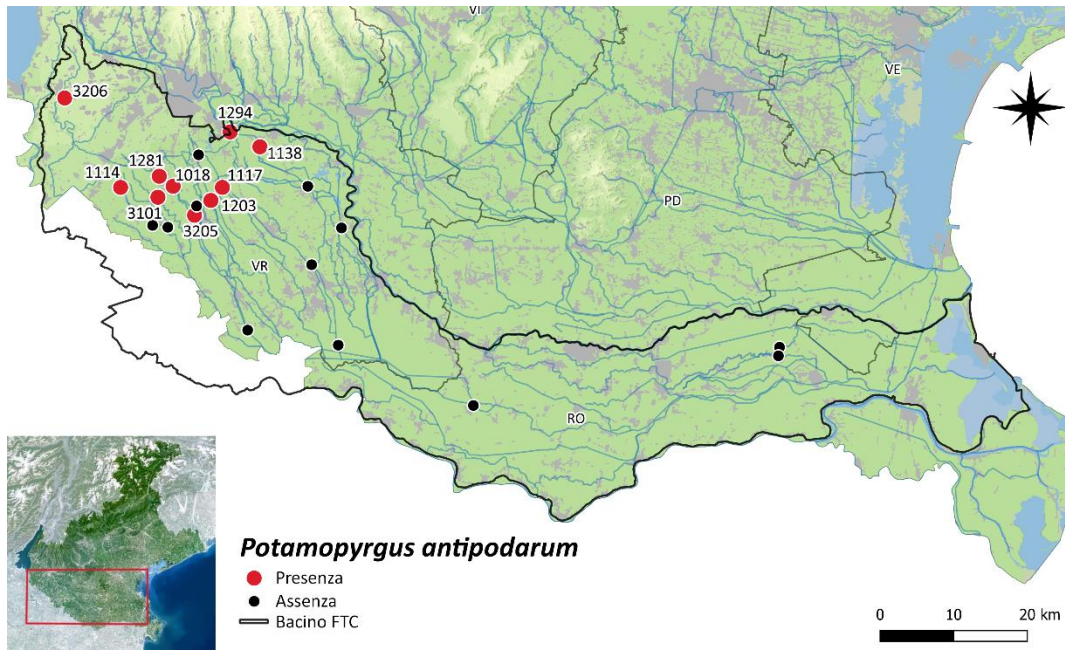 VI
VE
3206
1294
1138
1281
1018
1117
1114
1203
3101
3205
PD
VR
RO
Potamopyrgus antipodarum
Presenza
Assenza
Bacino FTC
0 10 20 km